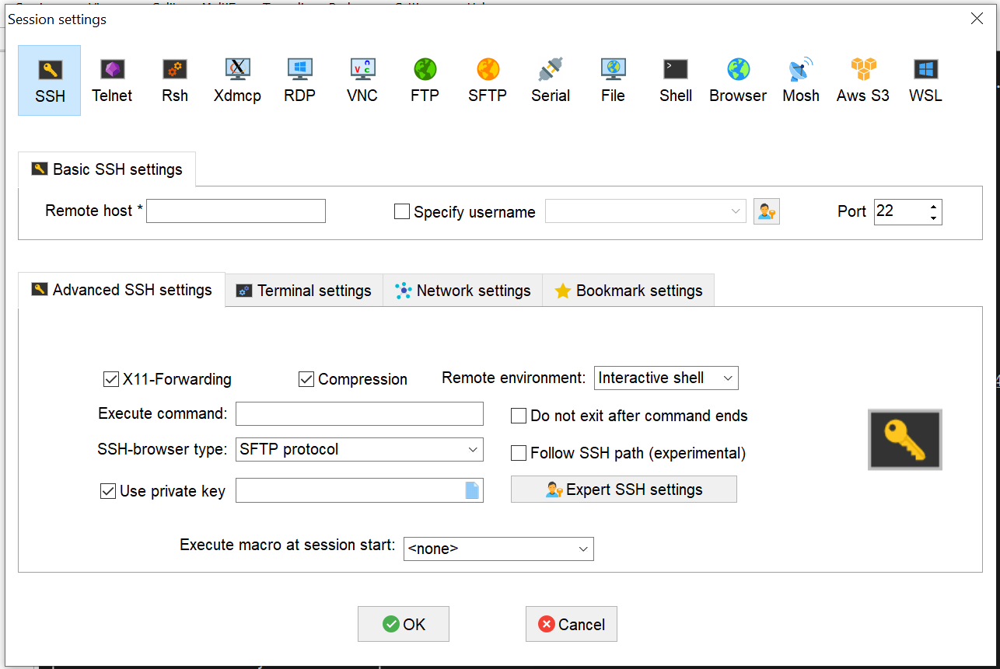 Session settings
SSH Telnet Rsh Xdmcp RDP VNC FTP SFTP Serial File Shell Browser Mosh Aws S3 WSL
Basic SSH settings
Remote host * Specify username Port 22
Advanced SSH settings Terminal settings Network settings Bookmark settings
X11-Forwarding Compression Remote environment: Interactive shell
Execute command: Do not exit after command ends
SSH-browser type: SFTP protocol Follow SSH path (experimental)
Use private key Expert SSH settings
Execute macro at session start: <none>
OK Cancel